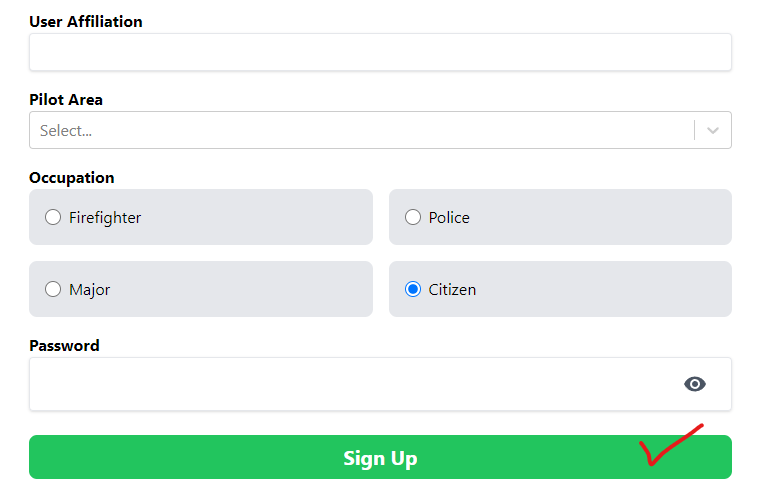 User Affiliation
Pilot Area
Select...
Occupation
Firefighter
Police
Major
Citizen
Password
Sign Up